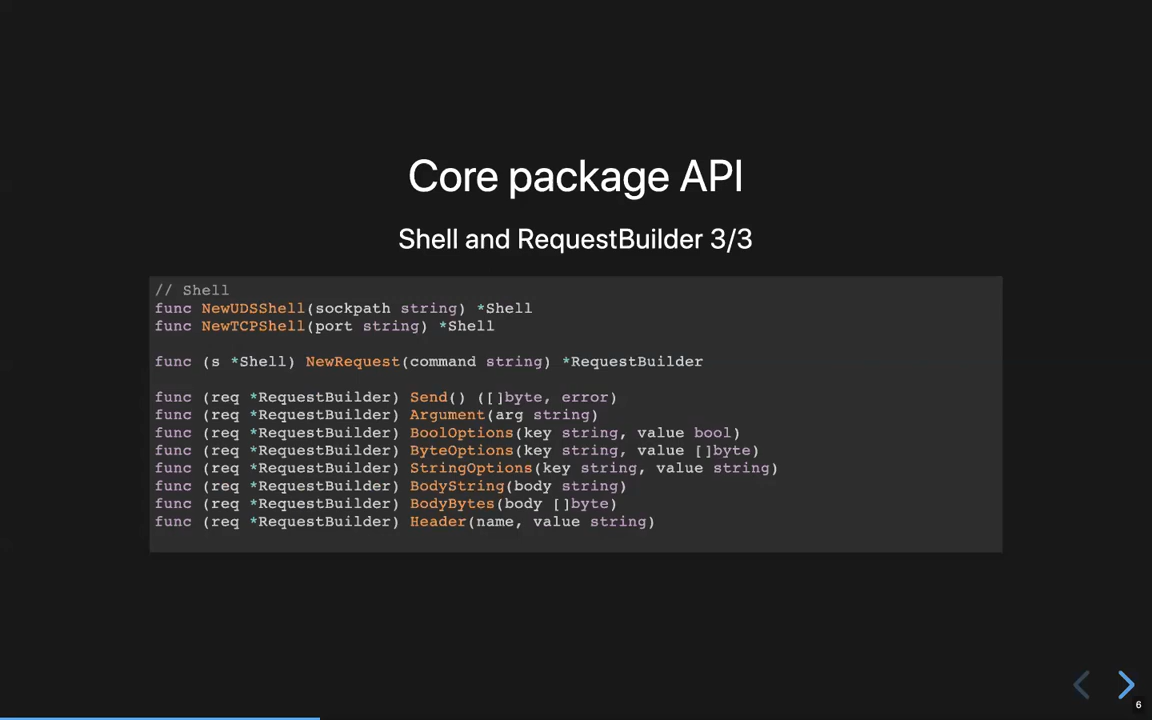 Core package API
Shell and RequestBuilder 3/3
// Shell
func NewUDSShell(sockpath string) *Shell
func NewTCPShell(port string) *Shell
func (s *Shell) NewRequest(command string) *RequestBuilder
func (req *RequestBuilder) Send() ([]byte, error)
func (req *RequestBuilder) Argument(arg string)
func (req *RequestBuilder) BoolOptions(key string, value bool)
func (req *RequestBuilder) ByteOptions(key string, value []byte)
func (req *RequestBuilder) StringOptions(key string, value string)
func (req *RequestBuilder) BodyString(body string)
func (req *RequestBuilder) BodyBytes(body []byte)
func (req *RequestBuilder) Header(name, value string)
6